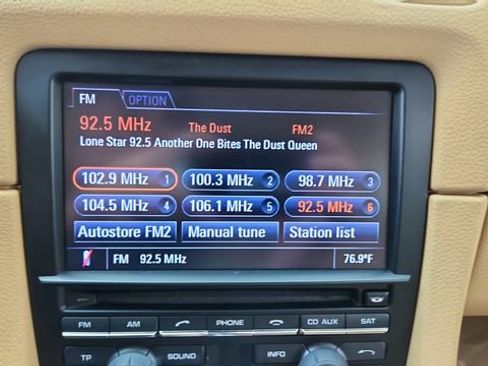 FM OPTION
92.5 MHz The Dust FM2
Lone Star 92.5 Another One Bites The Dust Queen
102.9 MHz 1 100.3 MHz 2 98.7 MHz 3
104.5 MHz 4 106.1 MHz 5 92.5 MHz 6
Autostore FM2 Manual tune Station list
FM 92.5 MHz 76.9°F
FM AM PHONE CD AUX SAT
TP SOUND INFO